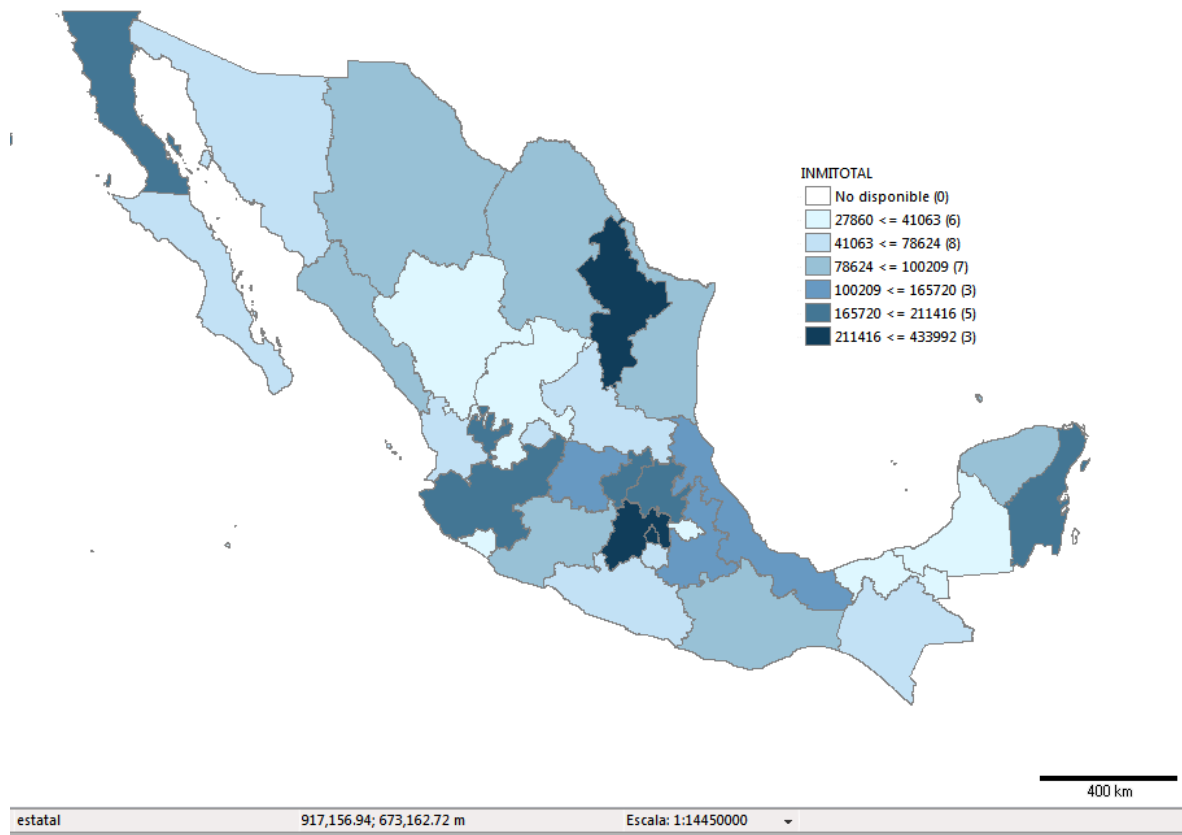 INMITOTAL
No disponible (0)
27860 <= 41063 (6)
41063 <= 78624 (8)
78624 <= 100209 (7)
100209 <= 165720 (3)
165720 <= 211416 (5)
211416 <= 433992 (3)
400 km
estatal 917,156.94; 673,162.72 m Escala: 1:14450000